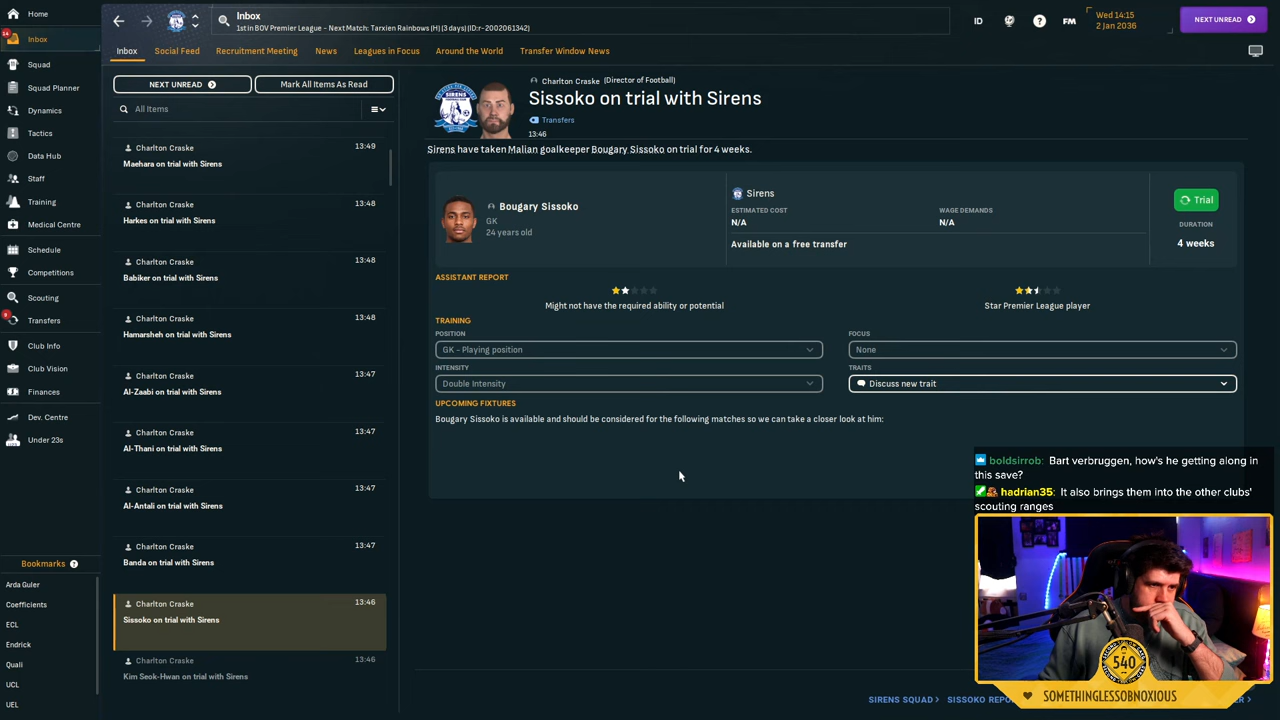 Home
Inbox
1st in BOV Premier League - Next Match: Tarxien Rainbows (H) (3 days) (ID:r-2002061342)
ID
FM
Wed 14:15
2 Jan 2036
NEXT UNREAD
14
Inbox
Inbox
Social Feed
Recruitment Meeting
News
Leagues in Focus
Around the World
Transfer Window News
Squad
Squad Planner
Dynamics
Tactics
Data Hub
Staff
Training
Medical Centre
Schedule
Competitions
Scouting
Transfers
Club Info
Club Vision
Finances
Dev. Centre
Under 23s
Bookmarks
Arda Guler
Coefficients
ECL
Endrick
Quali
UCL
UEL
NEXT UNREAD
Mark All Items As Read
All Items
Charlton Craske 13:49
Maehara on trial with Sirens
Charlton Craske 13:48
Harkes on trial with Sirens
Charlton Craske 13:48
Babiker on trial with Sirens
Charlton Craske 13:48
Hamarsheh on trial with Sirens
Charlton Craske 13:47
Al-Zaabi on trial with Sirens
Charlton Craske 13:47
Al-Thani on trial with Sirens
Charlton Craske 13:47
Al-Antali on trial with Sirens
Charlton Craske 13:47
Banda on trial with Sirens
Charlton Craske 13:46
Sissoko on trial with Sirens
Charlton Craske 13:46
Kim Seok-Hwan on trial with Sirens
Charlton Craske (Director of Football)
Sissoko on trial with Sirens
Transfers
13:46
Sirens have taken Malian goalkeeper Bougary Sissoko on trial for 4 weeks.
Bougary Sissoko
GK
24 years old
Sirens
ESTIMATED COST WAGE DEMANDS
N/A N/A
Available on a free transfer
Trial
DURATION
4 weeks
ASSISTANT REPORT
Might not have the required ability or potential
Star Premier League player
TRAINING
POSITION FOCUS
GK - Playing position None
INTENSITY TRAITS
Double Intensity Discuss new trait
UPCOMING FIXTURES
Bougary Sissoko is available and should be considered for the following matches so we can take a closer look at him:
boldsirrob: Bart verbruggen, how's he getting along in
this save?
hadrian35: It also brings them into the other clubs'
scouting ranges
540
SOMETHINGLESSOBNOXIOUS
SIRENS SQUAD >